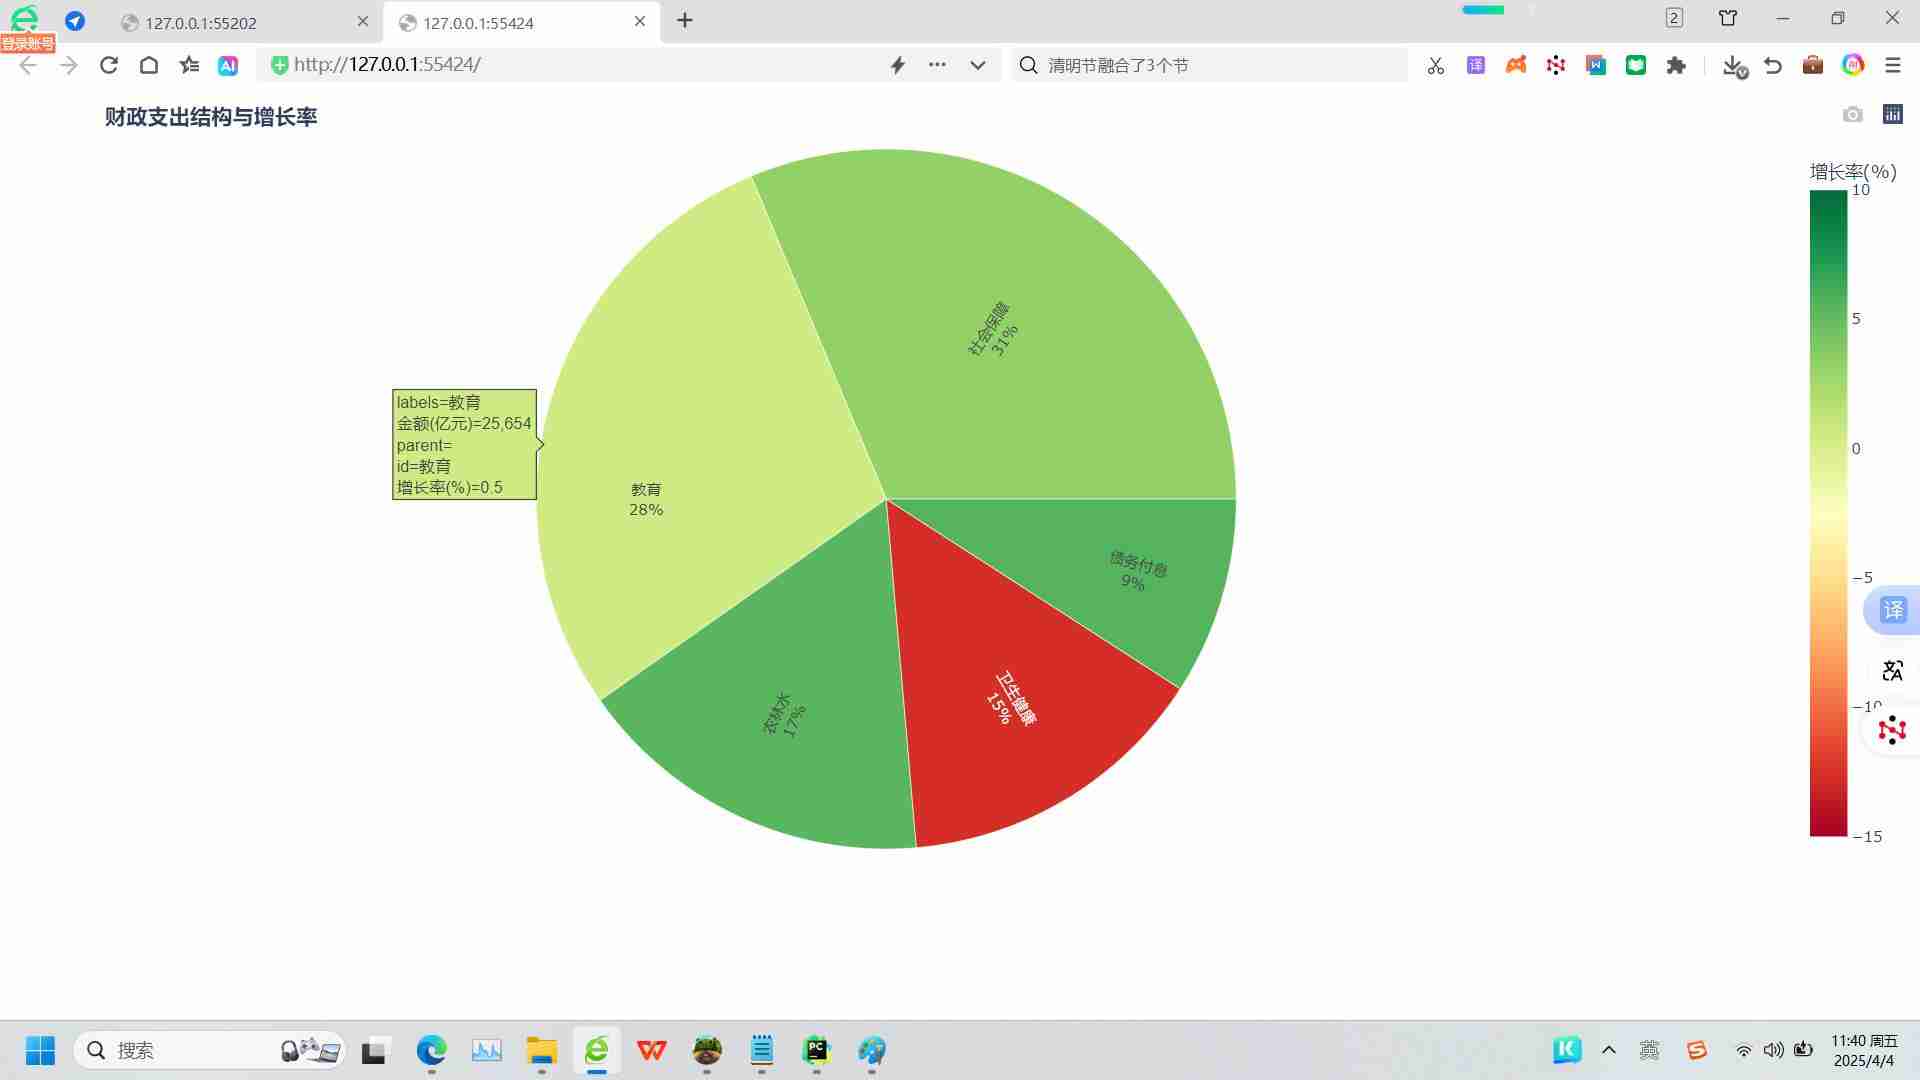 127.0.0.1:55202
127.0.0.1:55424
2
登录账号
AI
http://127.0.0.1:55424/
清明节融合了3个节
译
财政支出结构与增长率
增长率(%)
10
5
0
−5
−10
−15
社会保障
31%
labels=教育
金额(亿元)=25,654
parent=
id=教育
增长率(%)=0.5
教育
28%
债务付息
9%
农林水
17%
卫生健康
15%
译
搜索
英
11:40 周五
2025/4/4